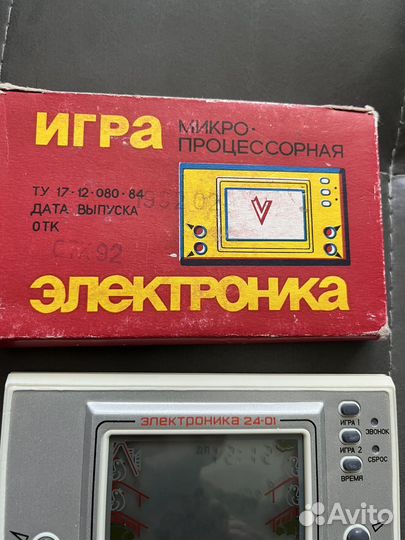 ИГРА
МИКРО-
ПРОЦЕССОРНАЯ
ТУ 17·12·080·84
ДАТА ВЫПУСКА
ОТК
СТК92
ЭЛЕКТРОНИКА
ЭЛЕКТРОНИКА 24-01
ИГРА 1
ЗВОНОК
ИГРА 2
СБРОС
ВРЕМЯ
Avito